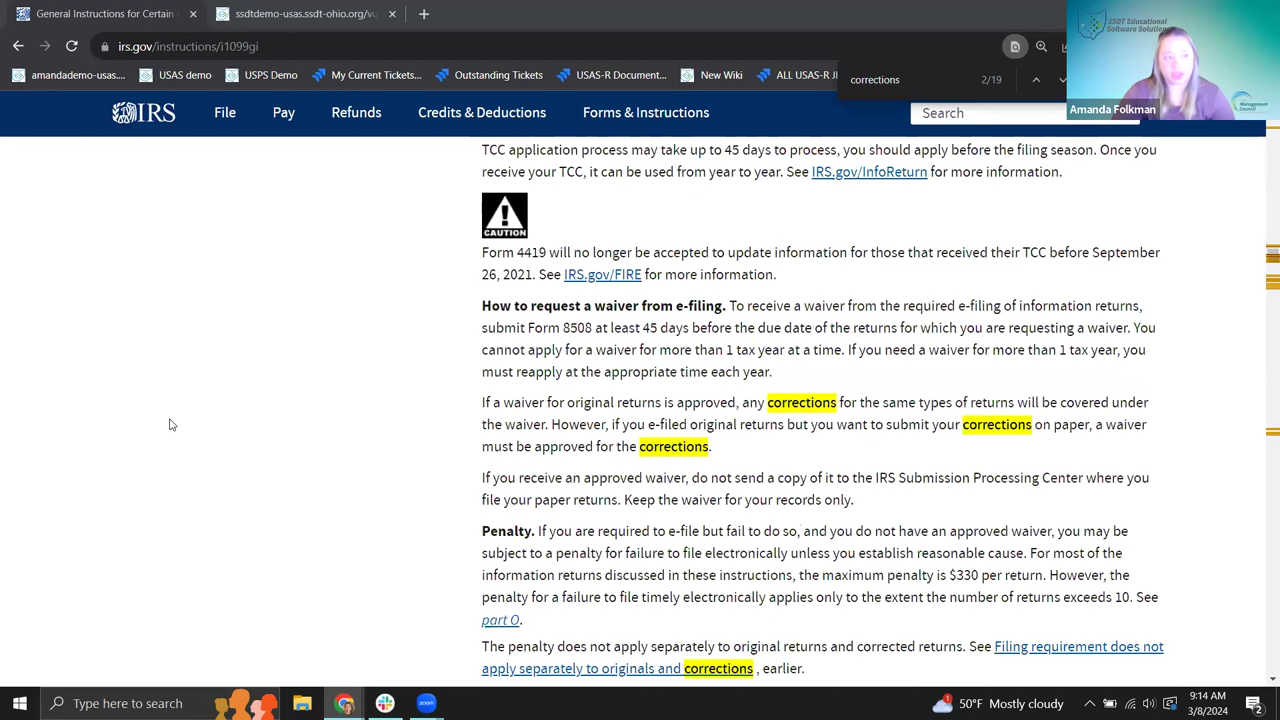 General Instructions for Certain
ssdtdemo-usas.ssdt-ohio.org/
irs.gov/instructions/i1099gi
amandademo-usas...
USAS demo
USPS Demo
My Current Tickets...
Outstanding Tickets
USAS-R Document...
New Wiki
ALL USAS-R
corrections
2/19
SSDT Educational
Software Solutions
Management
Council
Amanda Folkman
IRS
File
Pay
Refunds
Credits & Deductions
Forms & Instructions
Search
TCC application process may take up to 45 days to process, you should apply before the filing season. Once you
receive your TCC, it can be used from year to year. See IRS.gov/InfoReturn for more information.
CAUTION
Form 4419 will no longer be accepted to update information for those that received their TCC before September
26, 2021. See IRS.gov/FIRE for more information.
How to request a waiver from e-filing. To receive a waiver from the required e-filing of information returns,
submit Form 8508 at least 45 days before the due date of the returns for which you are requesting a waiver. You
cannot apply for a waiver for more than 1 tax year at a time. If you need a waiver for more than 1 tax year, you
must reapply at the appropriate time each year.
If a waiver for original returns is approved, any corrections for the same types of returns will be covered under
the waiver. However, if you e-filed original returns but you want to submit your corrections on paper, a waiver
must be approved for the corrections.
If you receive an approved waiver, do not send a copy of it to the IRS Submission Processing Center where you
file your paper returns. Keep the waiver for your records only.
Penalty. If you are required to e-file but fail to do so, and you do not have an approved waiver, you may be
subject to a penalty for failure to file electronically unless you establish reasonable cause. For most of the
information returns discussed in these instructions, the maximum penalty is $330 per return. However, the
penalty for a failure to file timely electronically applies only to the extent the number of returns exceeds 10. See
part O.
The penalty does not apply separately to original returns and corrected returns. See Filing requirement does not
apply separately to originals and corrections , earlier.
Type here to search
zoom
1
50°F Mostly cloudy
9:14 AM
3/8/2024
2